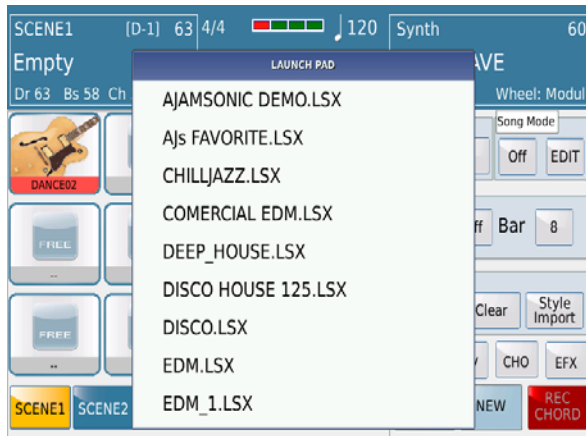 SCENE1 [D-1] 63 4/4 120 Synth 60
Empty AVE
Dr 63 Bs 58 Ch Wheel: Modul
LAUNCH PAD
AJAMSONIC DEMO.LSX
AJs FAVORITE.LSX
CHILLJAZZ.LSX
COMERCIAL EDM.LSX
DEEP_HOUSE.LSX
DISCO HOUSE 125.LSX
DISCO.LSX
EDM.LSX
EDM_1.LSX
DANCE02
FREE
--
FREE
--
Song Mode
Off EDIT
Bar 8
Clear Style Import
CHO EFX
SCENE1 SCENE2 NEW REC CHORD